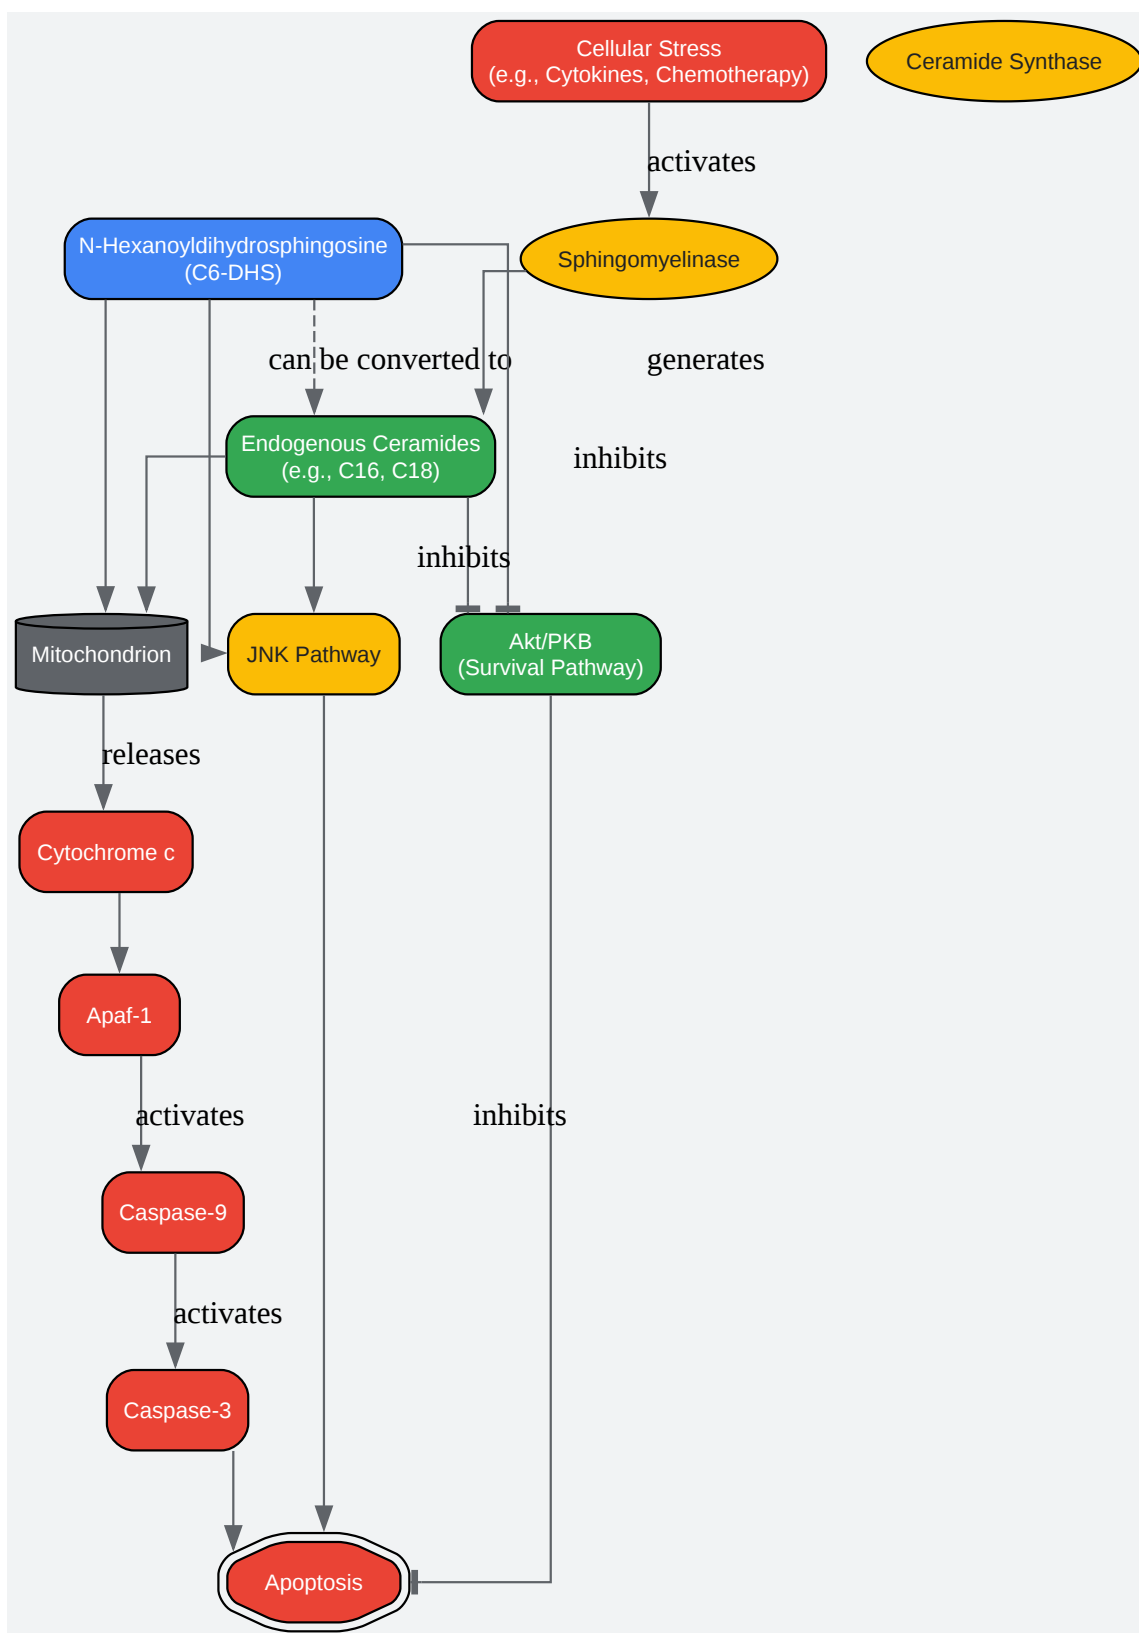 Cellular Stress
(e.g., Cytokines, Chemotherapy)
Ceramide Synthase
activates
N-Hexanoyldihydrosphingosine
(C6-DHS)
Sphingomyelinase
can be converted to
generates
Endogenous Ceramides
(e.g., C16, C18)
inhibits
inhibits
Mitochondrion
JNK Pathway
Akt/PKB
(Survival Pathway)
releases
Cytochrome c
Apaf-1
activates
inhibits
Caspase-9
activates
Caspase-3
Apoptosis